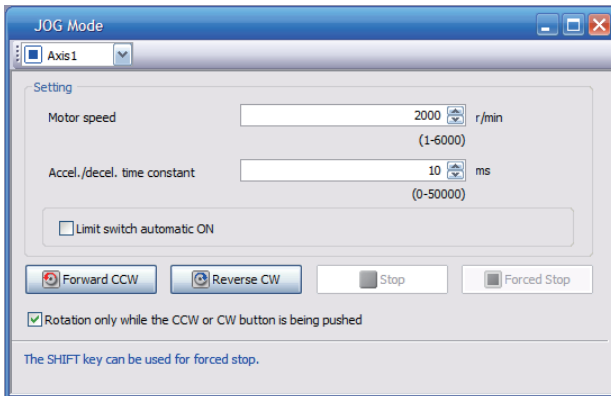 JOG Mode
Axis1
Setting
Motor speed 2000 r/min
(1-6000)
Accel./decel. time constant 10 ms
(0-50000)
Limit switch automatic ON
Forward CCW Reverse CW Stop Forced Stop
Rotation only while the CCW or CW button is being pushed
The SHIFT key can be used for forced stop.